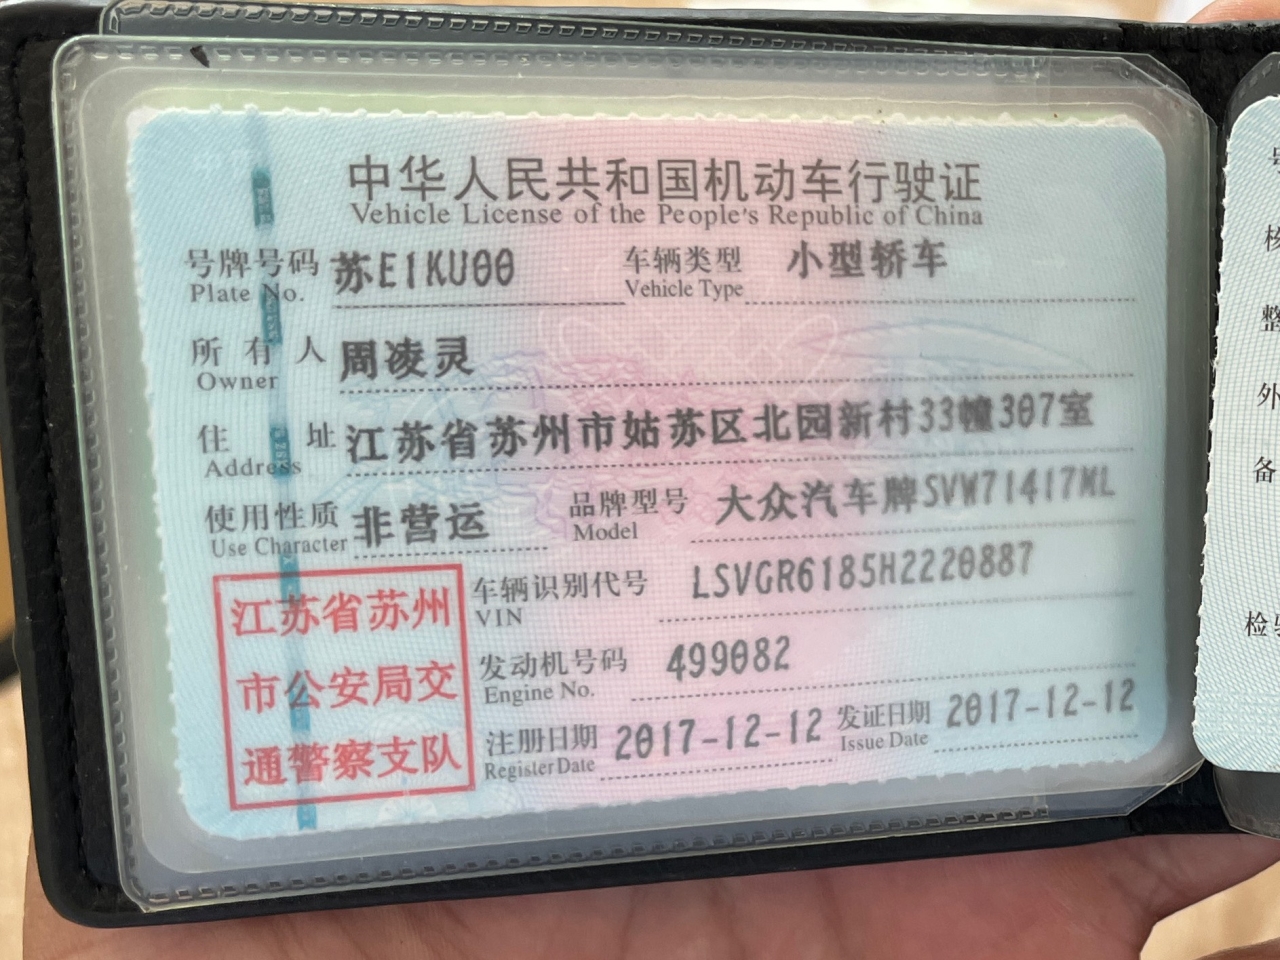 中华人民共和国机动车行驶证
Vehicle License of the People's Republic of China
号牌号码 苏E1KU00 车辆类型 小型轿车
Plate No. Vehicle Type
所有人 周凌灵
Owner
住址 江苏省苏州市姑苏区北园新村33幢307室
Address
使用性质 非营运 品牌型号 大众汽车牌SVW71417ML
Use Character Model
江苏省苏州
市公安局交
通警察支队
车辆识别代号 LSVGR6185H2220887
VIN
发动机号码 499082
Engine No.
注册日期 2017-12-12 发证日期 2017-12-12
Register Date Issue Date
整
外
备